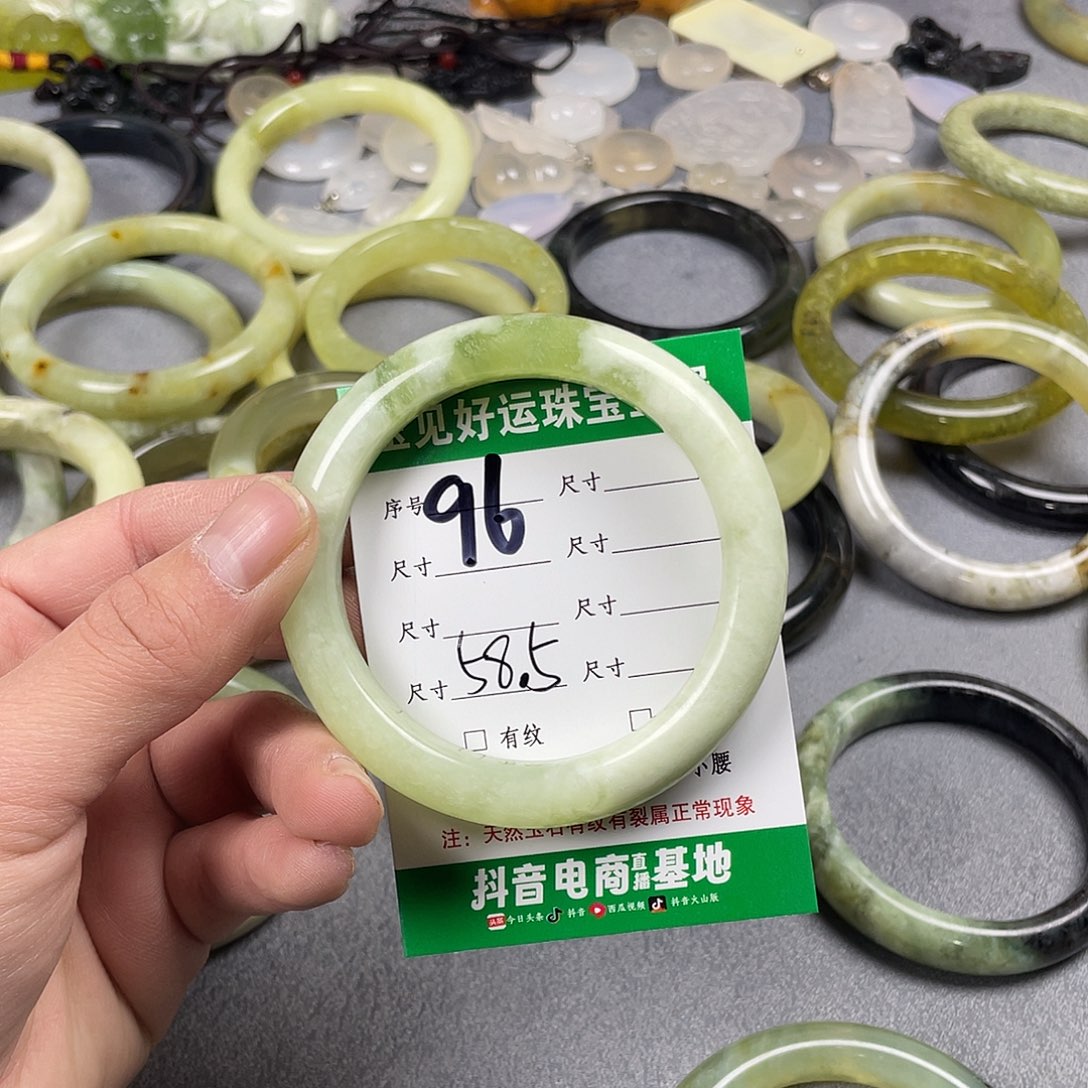 见好运珠宝
序号 96 尺寸
尺寸 尺寸
尺寸 尺寸
尺寸 58.5 尺寸
□ 有纹 □
小腰
注：天然玉石有纹有裂属正常现象
抖音电商直播基地
头条 今日头条 抖音 西瓜视频 抖音火山版